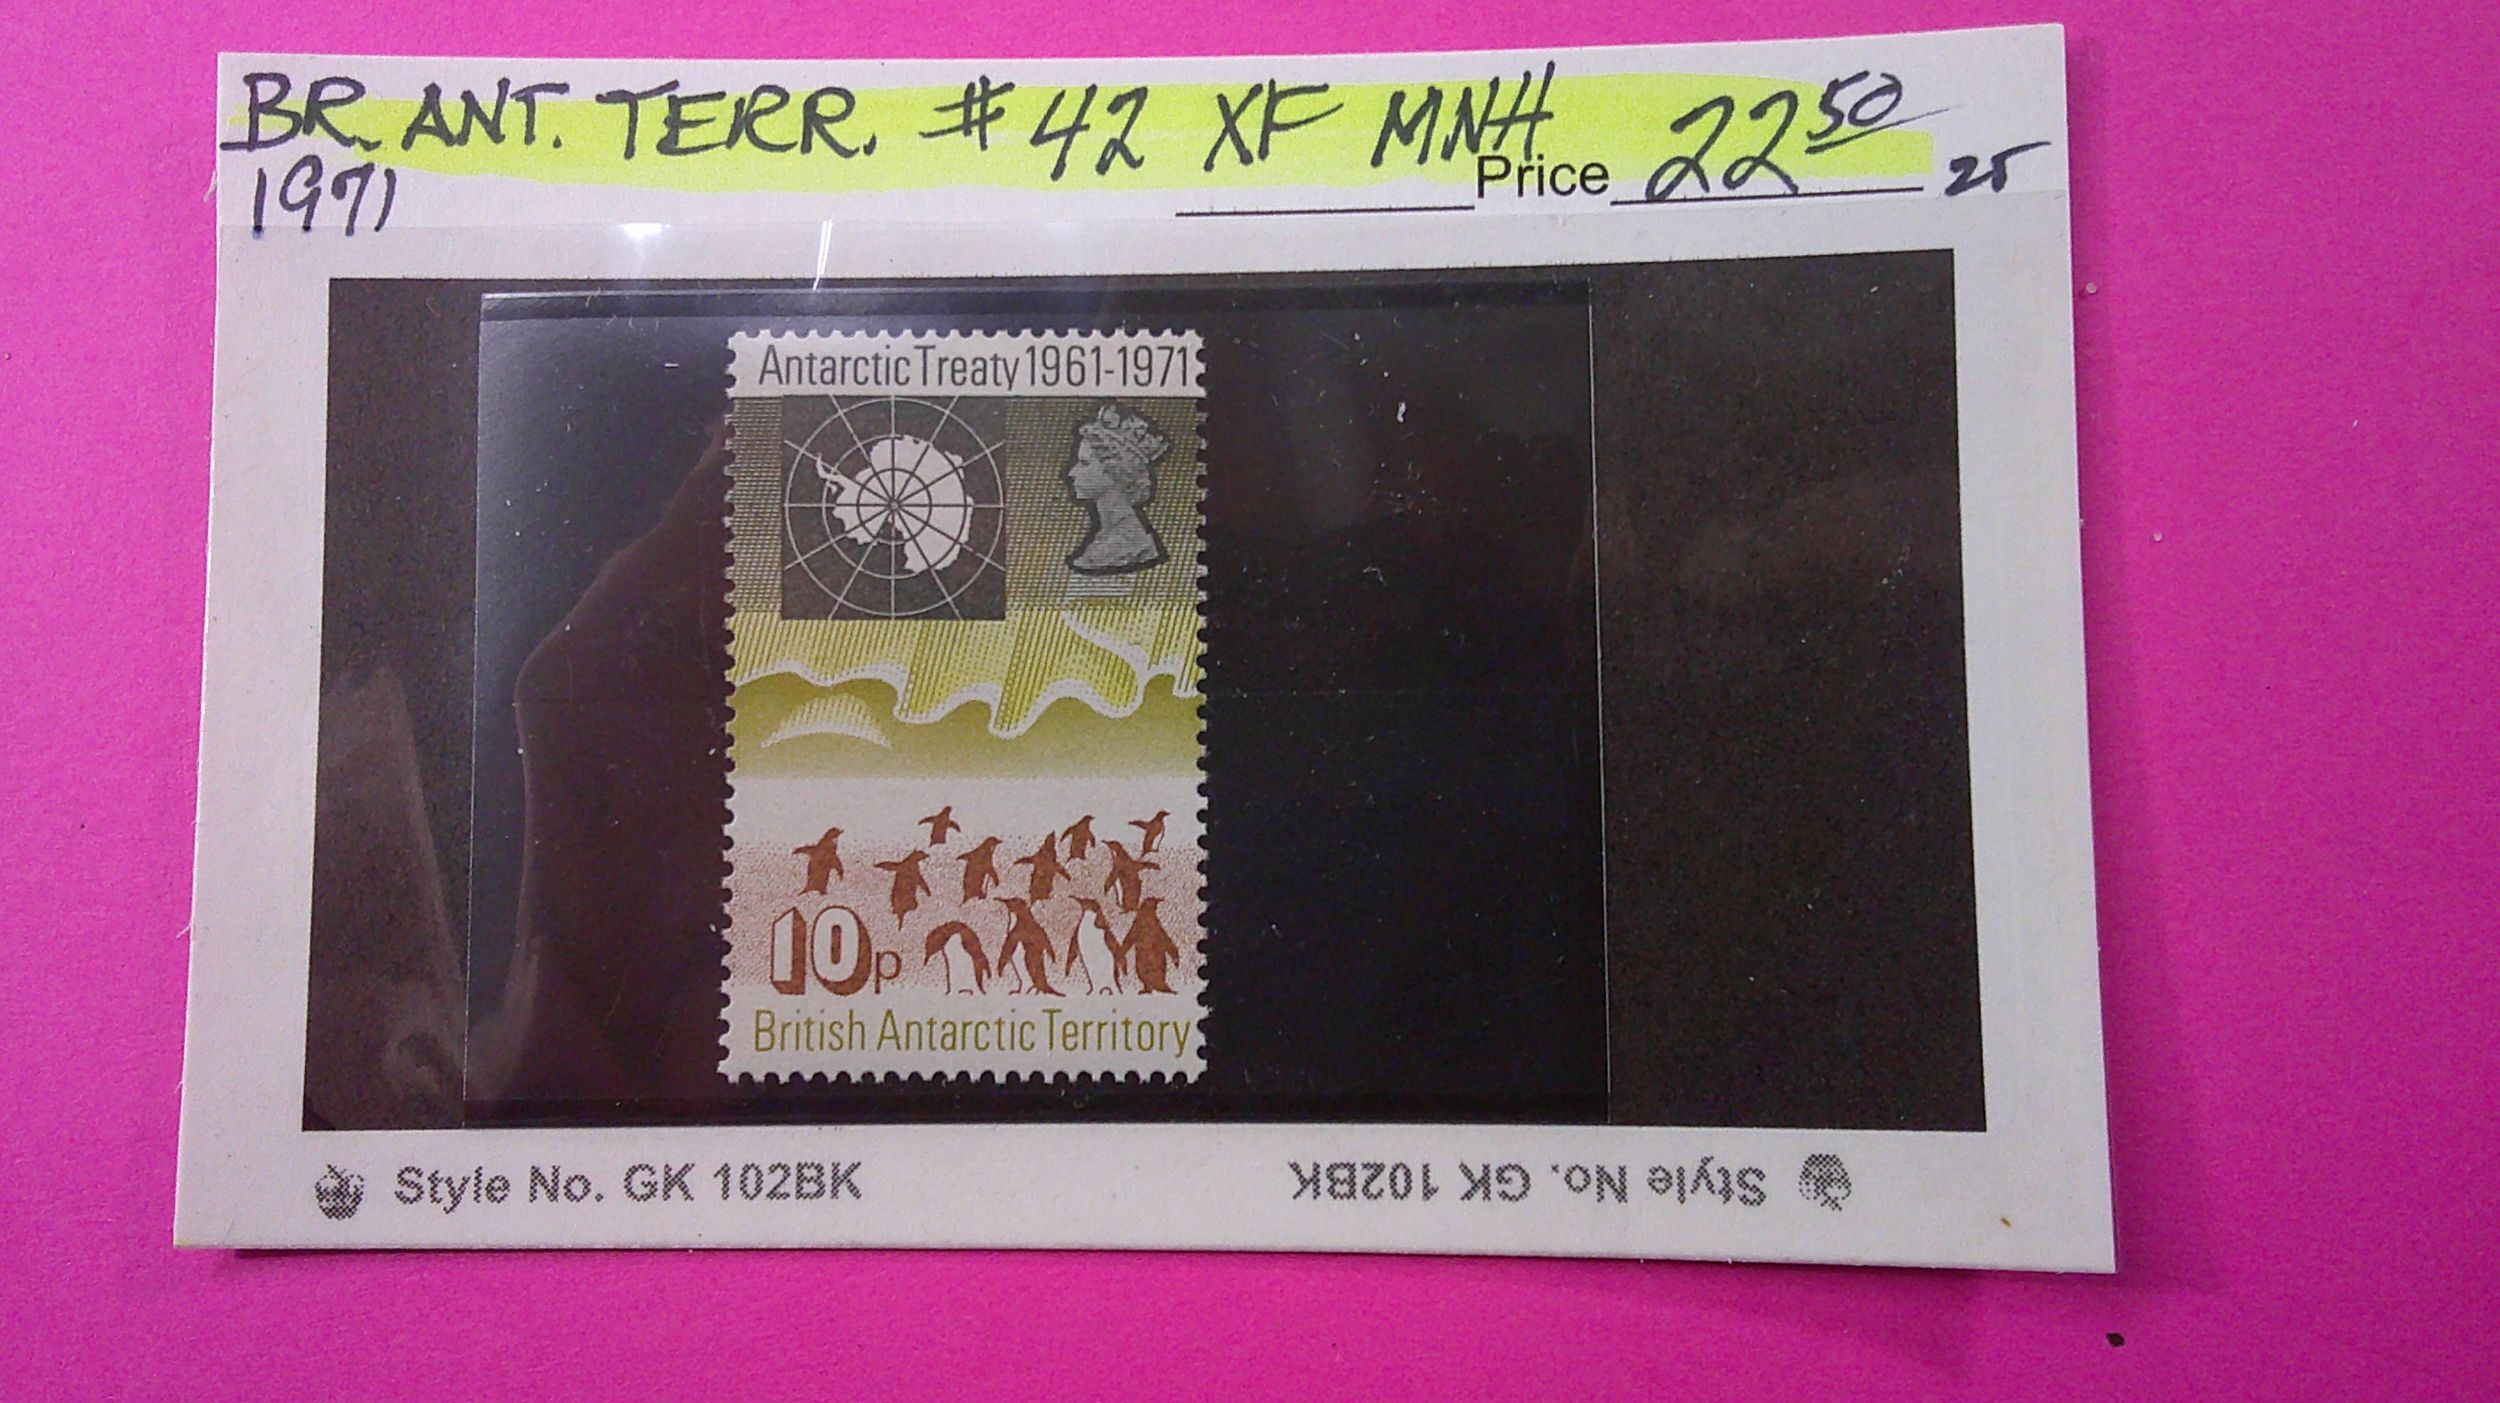 BR. ANT. TERR. #42 XF MNH
1971 Price 22 50 25
Antarctic Treaty 1961-1971
10p
British Antarctic Territory
Style No. GK 102BK
Style No. GK 102BK